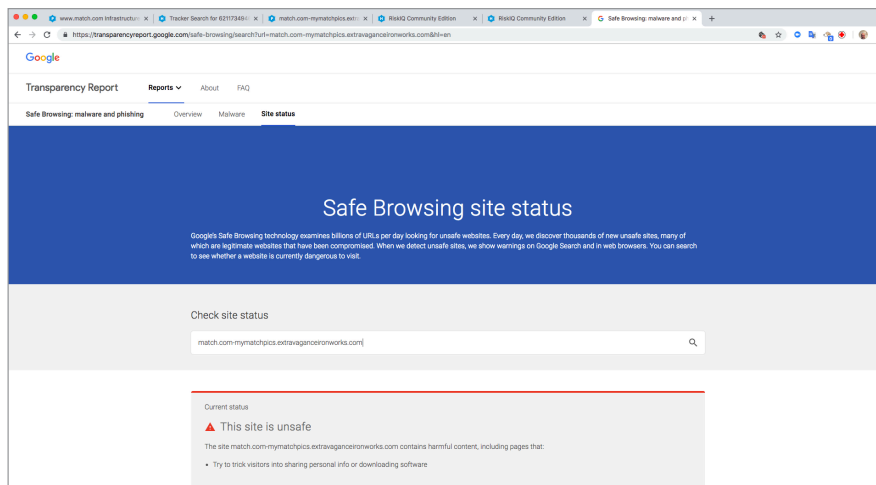 www.match.com Infrastructure
Tracker Search for 6211734
match.com-mymatchpics.extra
RiskIQ Community Edition
RiskIQ Community Edition
Safe Browsing: malware and ph
https://transparencyreport.google.com/safe-browsing/search?url=match.com-mymatchpics.extravaganceironworks.com&hl=en
Google
Transparency Report
Reports
About
FAQ
Safe Browsing: malware and phishing
Overview
Malware
Site status
Safe Browsing site status
Google's Safe Browsing technology examines billions of URLs per day looking for unsafe websites. Every day, we discover thousands of new unsafe sites, many of
which are legitimate websites that have been compromised. When we detect unsafe sites, we show warnings on Google Search and in web browsers. You can search
to see whether a website is currently dangerous to visit.
Check site status
match.com-mymatchpics.extravaganceironworks.com
Current status
This site is unsafe
The site match.com-mymatchpics.extravaganceironworks.com contains harmful content, including pages that:
• Try to trick visitors into sharing personal info or downloading software